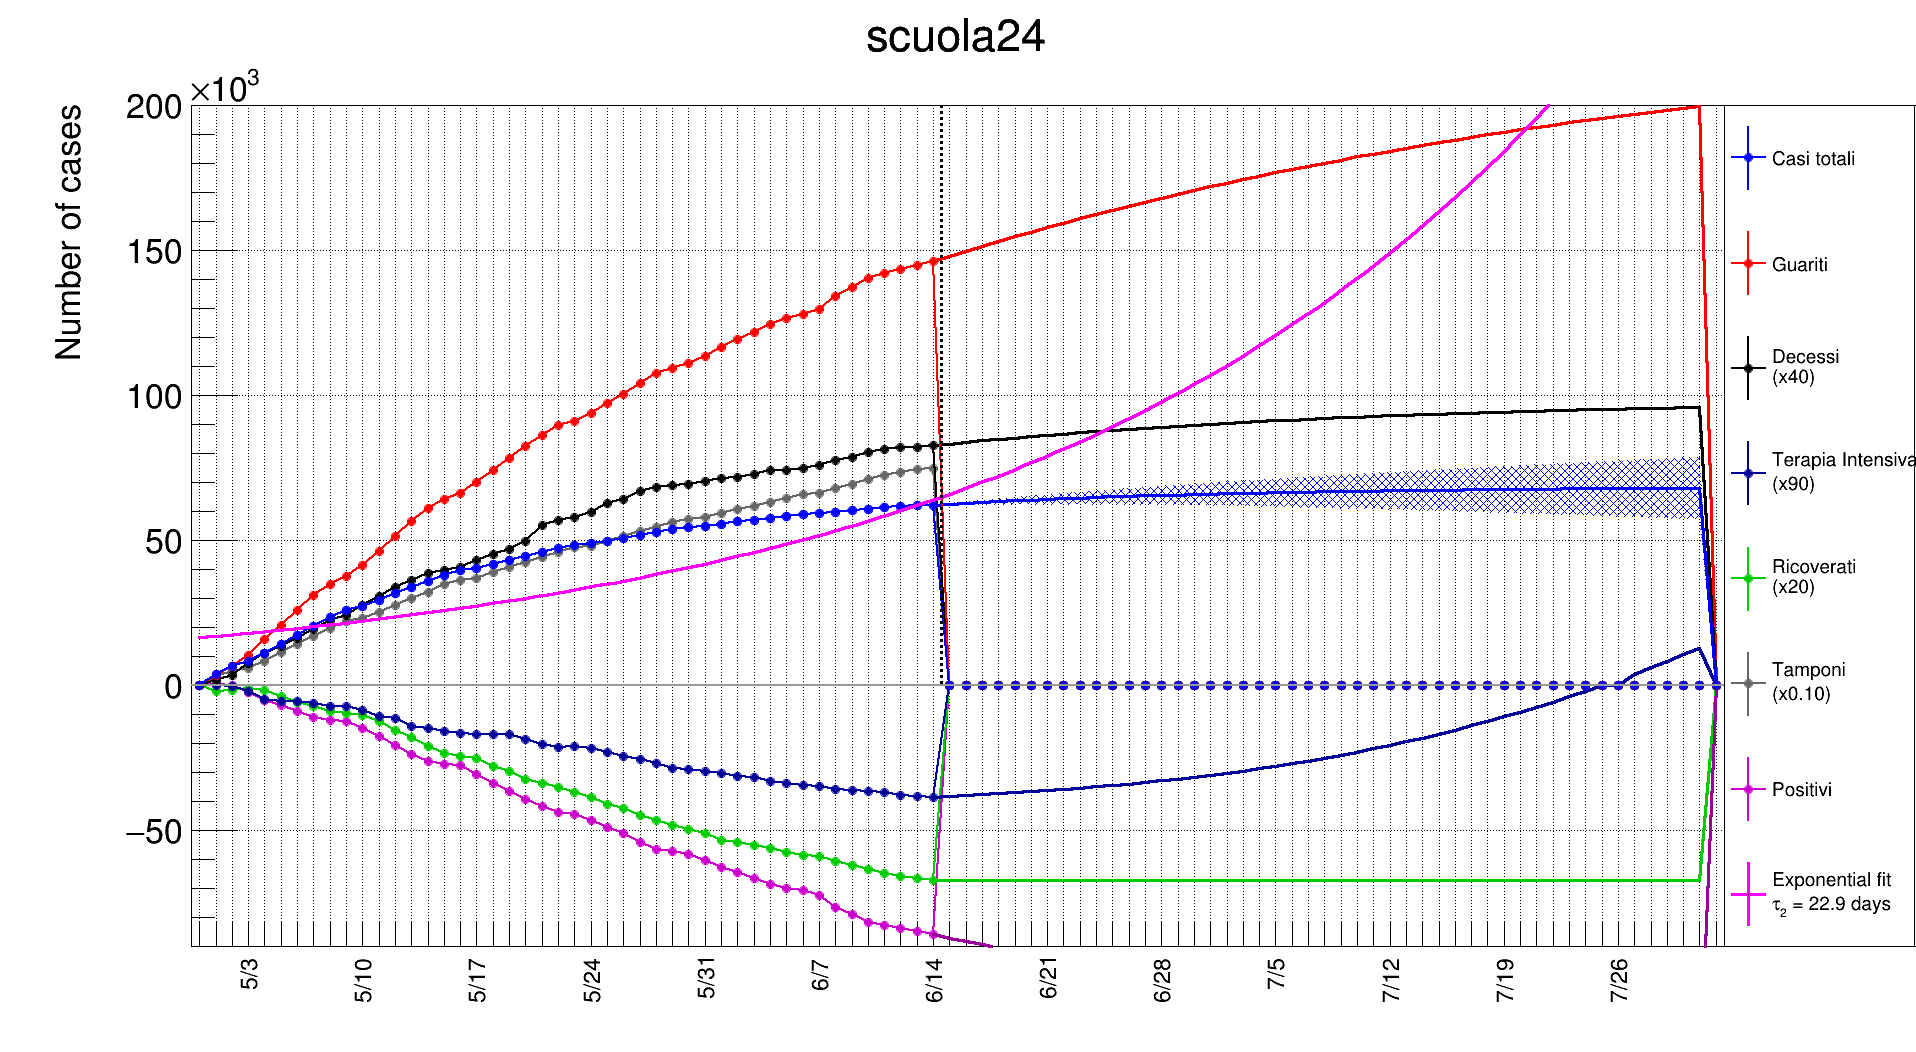 scuola24
×10³
Number of cases
200
150
100
50
0
−50
5/3
5/10
5/17
5/24
5/31
6/7
6/14
6/21
6/28
7/5
7/12
7/19
7/26
Casi totali
Guariti
Decessi
(x40)
Terapia Intensiva
(x90)
Ricoverati
(x20)
Tamponi
(x0.10)
Positivi
Exponential fit
τ₂ = 22.9 days